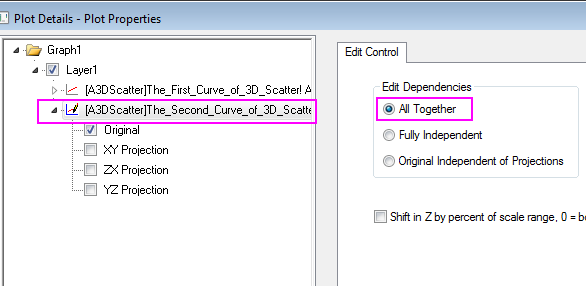 Plot Details - Plot Properties
Graph1
Layer1
[A3DScatter]The_First_Curve_of_3D_Scatter! A
[A3DScatter]The_Second_Curve_of_3D_Scatte
Original
XY Projection
ZX Projection
YZ Projection
Edit Control
Edit Dependencies
All Together
Fully Independent
Original Independent of Projections
Shift in Z by percent of scale range, 0 = b